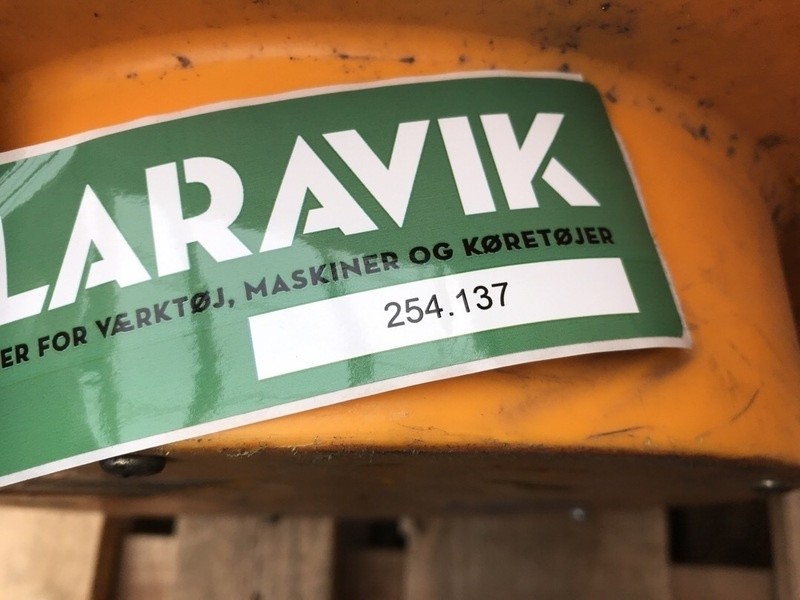 LARAVIK
ER FOR VÆRKTØJ, MASKINER OG KØRETØJER
254.137